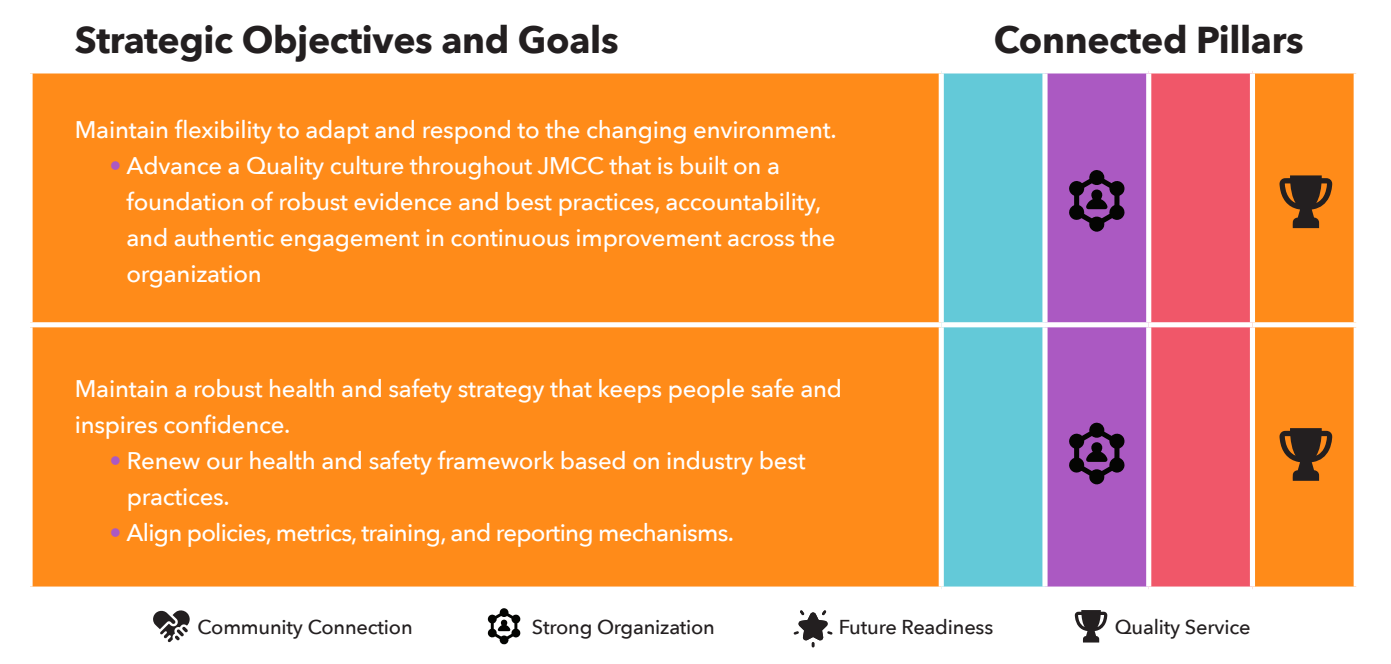 Strategic Objectives and Goals
Connected Pillars
Maintain flexibility to adapt and respond to the changing environment.
• Advance a Quality culture throughout JMCC that is built on a
foundation of robust evidence and best practices, accountability,
and authentic engagement in continuous improvement across the
organization
Maintain a robust health and safety strategy that keeps people safe and
inspires confidence.
• Renew our health and safety framework based on industry best
practices.
• Align policies, metrics, training, and reporting mechanisms.
Community Connection
Strong Organization
Future Readiness
Quality Service